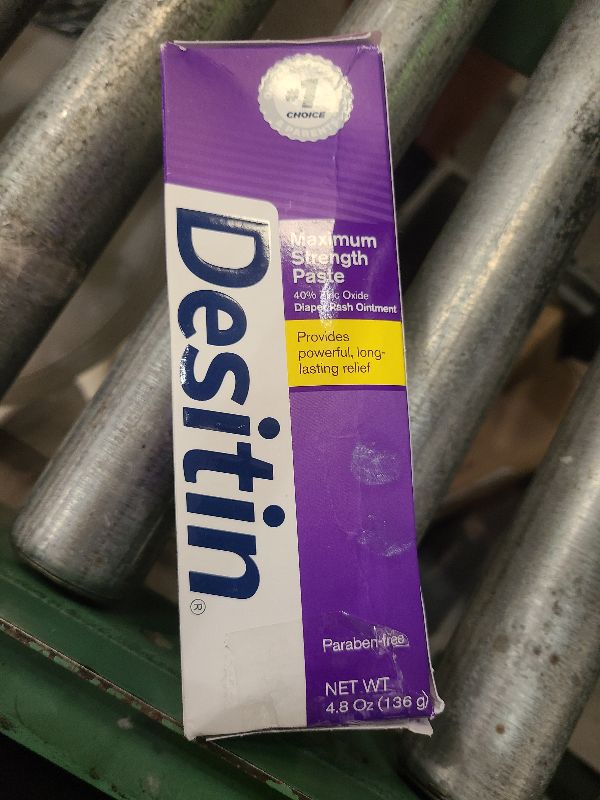 #1
CHOICE
Desitin®
Maximum
Strength
Paste
40% Zinc Oxide
Diaper Rash Ointment
Provides
powerful, long-
lasting relief
Paraben-free
NET WT
4.8 Oz (136 g)